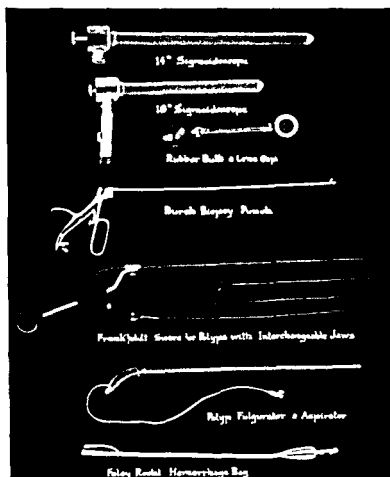 14" Sigmoidoscope
10" Sigmoidoscope
Rubber Bulb & Lens Cap
Biopsy Punch
Frankfeldt Snare for Polyps with Interchangeable Jaws
Polyp Fulgurator & Aspirator
Foley Rectal Hemorrhage Bag